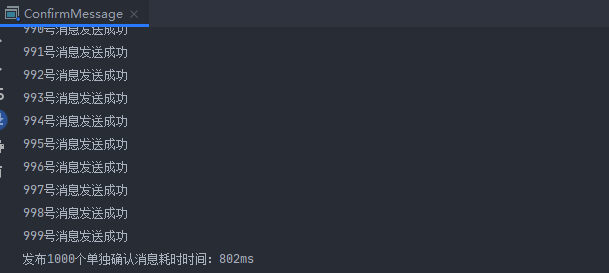 ConfirmMessage
990号消息发送成功
991号消息发送成功
992号消息发送成功
993号消息发送成功
994号消息发送成功
995号消息发送成功
996号消息发送成功
997号消息发送成功
998号消息发送成功
999号消息发送成功
发布1000个单独确认消息耗时时间：802ms